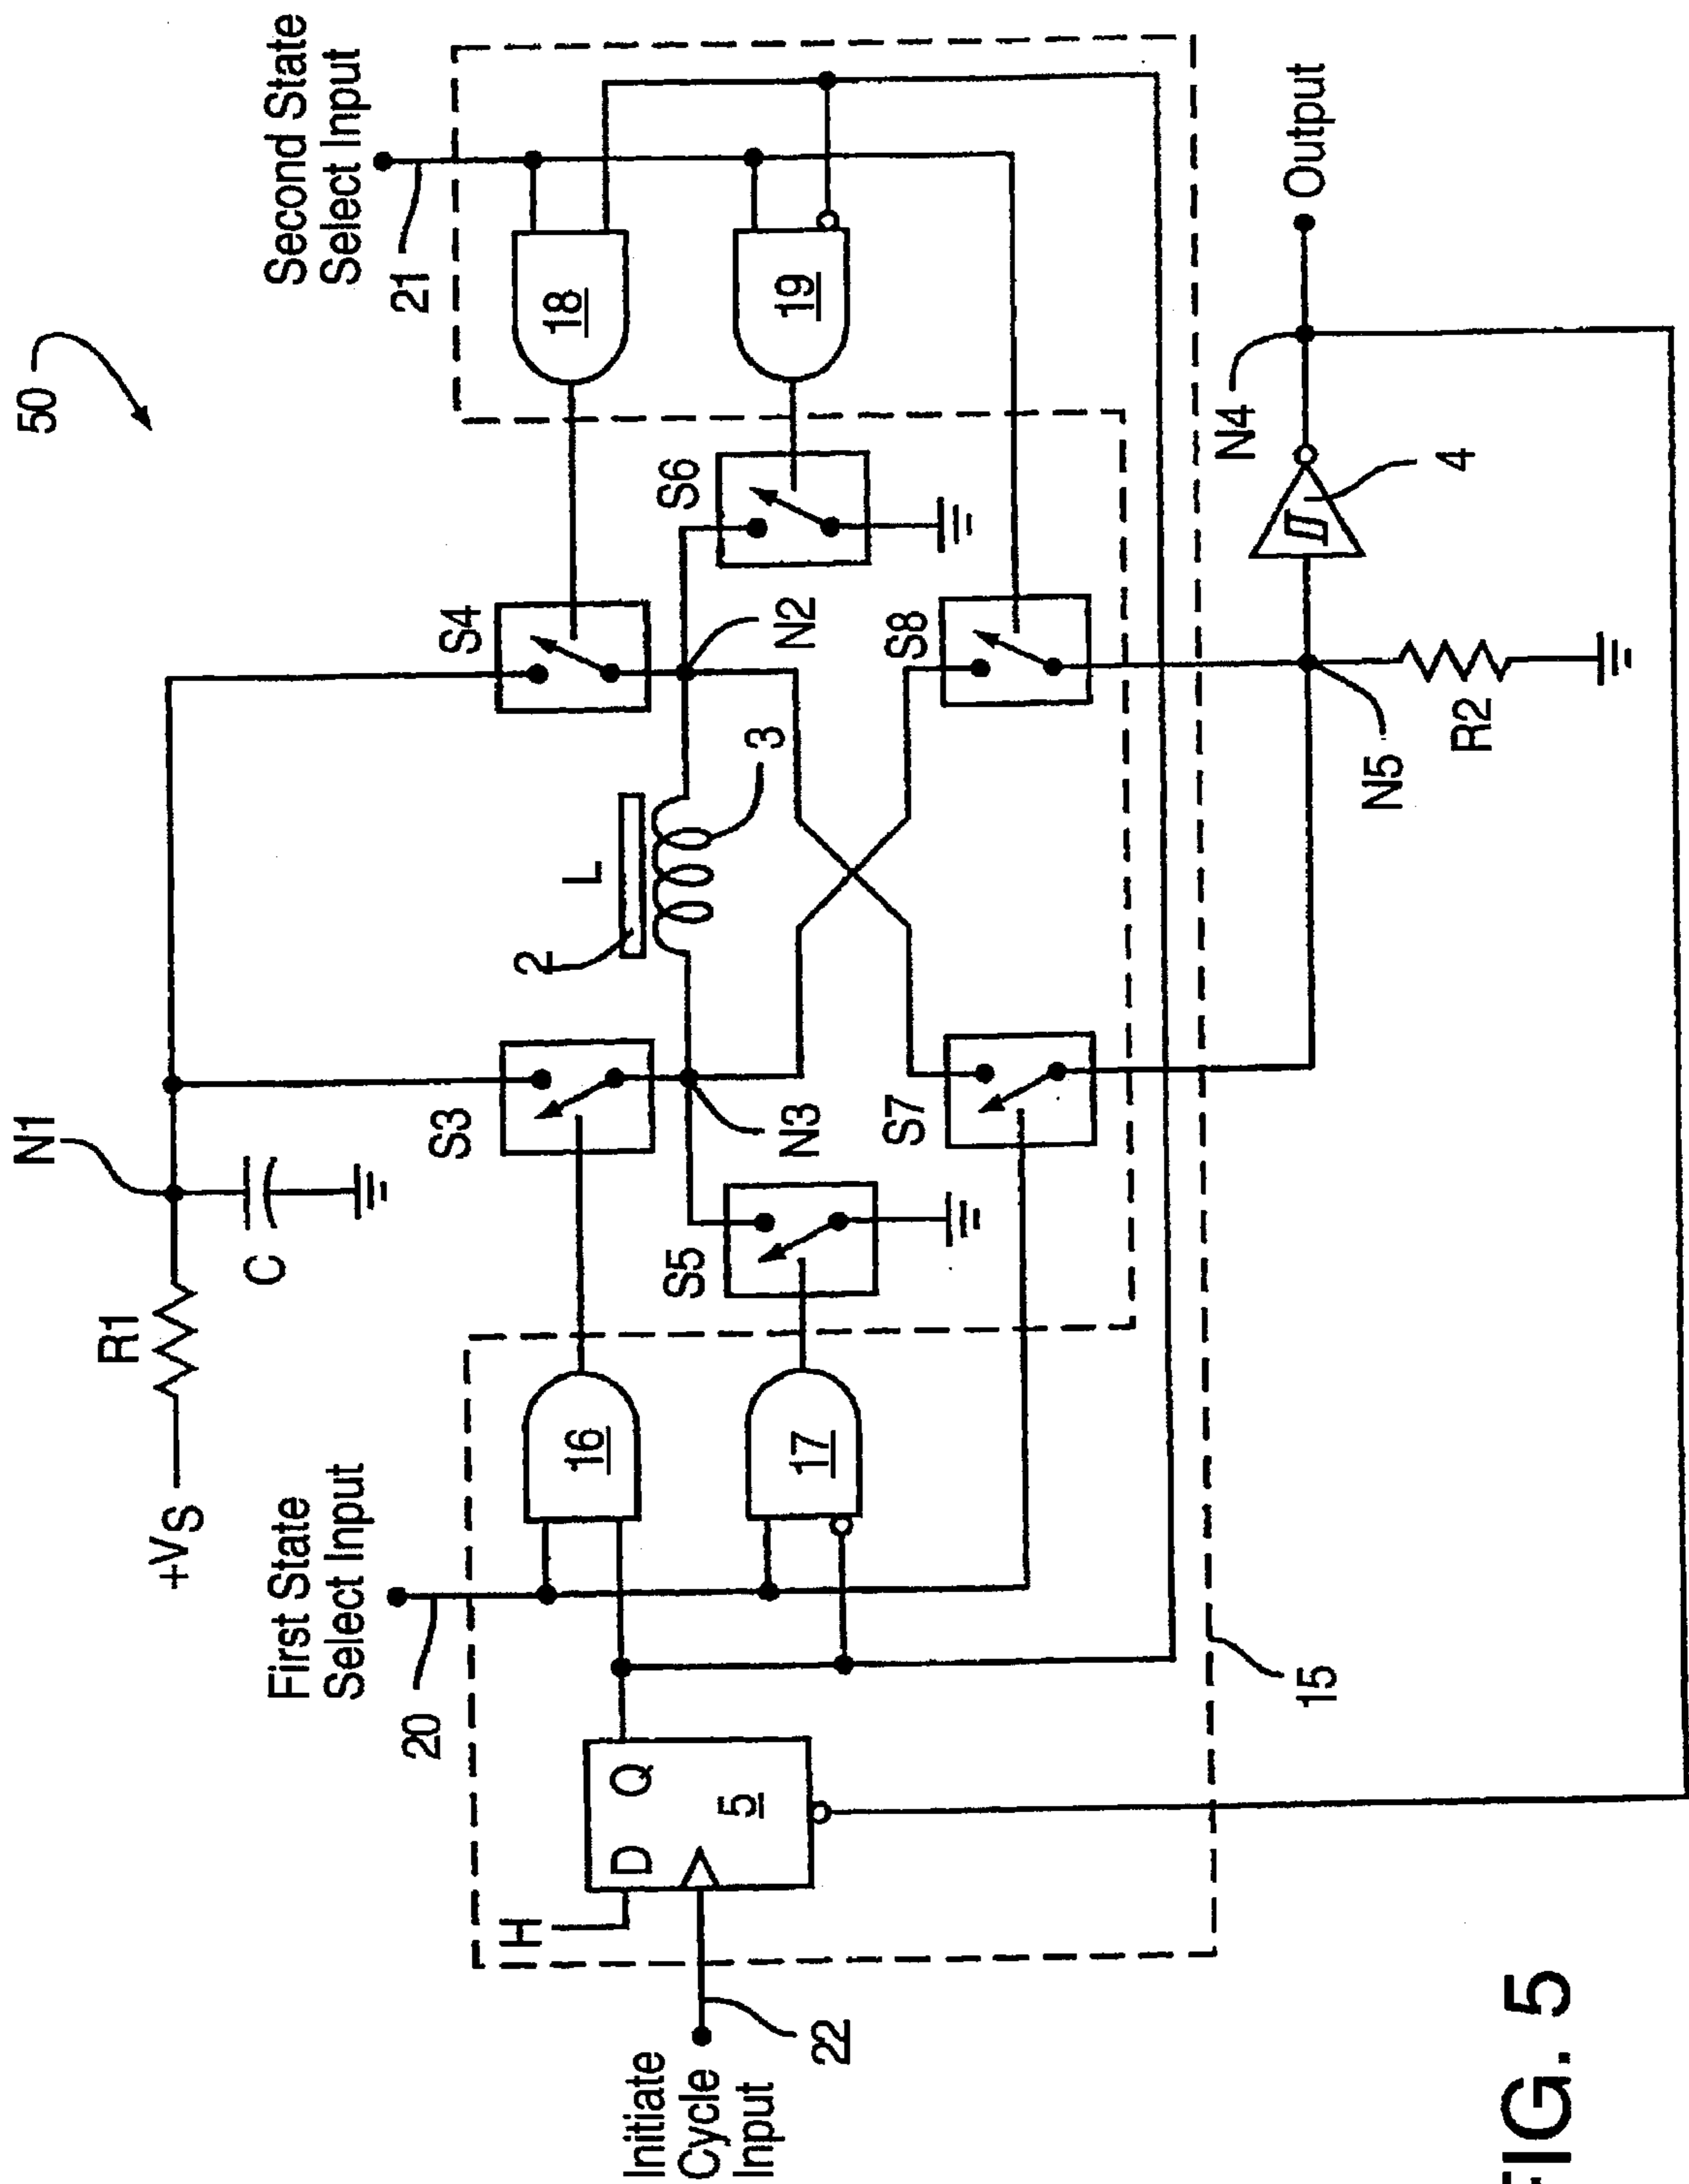 50
N1
R1
+VS
C
First State
Select Input
20
Second State
Select Input
21
S3
S4
L
2
3
16
17
18
19
S5
S6
N3
N2
S7
S8
H
D
Q
5
Initiate
Cycle
Input
22
15
N5
R2
4
N4
Output
FIG. 5